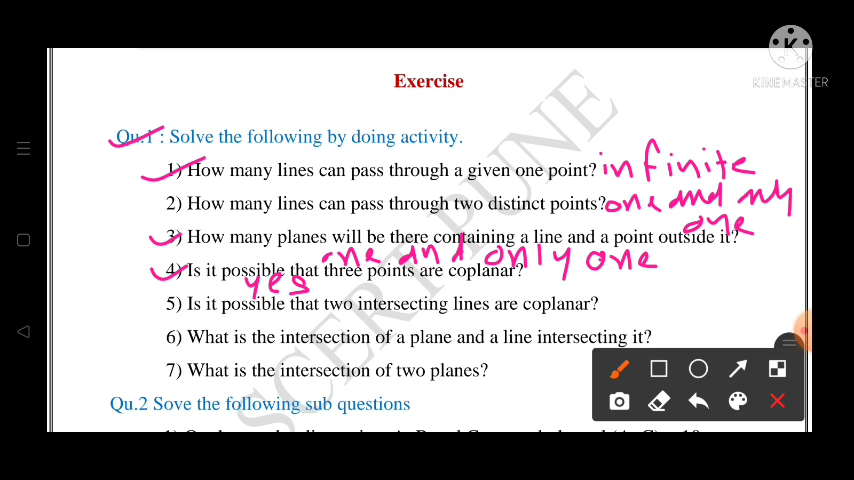 KINEMASTER
Exercise
Qu.1 : Solve the following by doing activity.
1) How many lines can pass through a given one point? infinite
2) How many lines can pass through two distinct points? one and only
one
3) How many planes will be there containing a line and a point outside it?
one and only one
4) Is it possible that three points are coplanar?
yes
5) Is it possible that two intersecting lines are coplanar?
6) What is the intersection of a plane and a line intersecting it?
7) What is the intersection of two planes?
Qu.2 Sove the following sub questions
SCERT PUNE